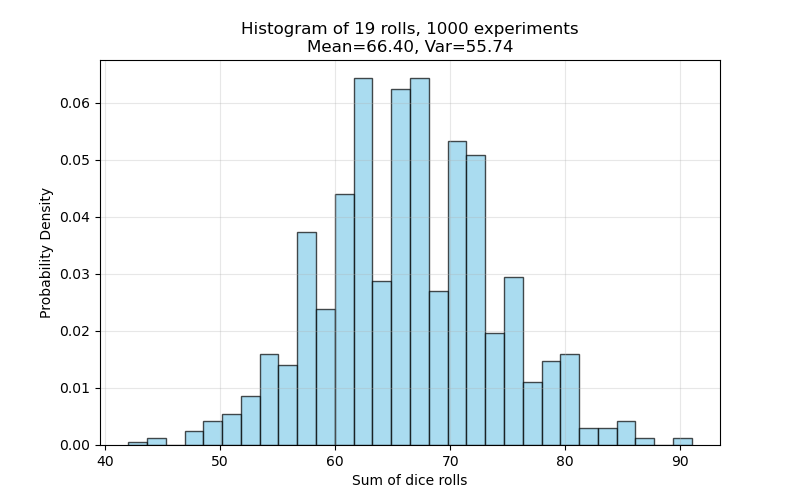 Histogram of 19 rolls, 1000 experiments
Mean=66.40, Var=55.74
Probability Density
0.06
0.05
0.04
0.03
0.02
0.01
0.00
40 50 60 70 80 90
Sum of dice rolls